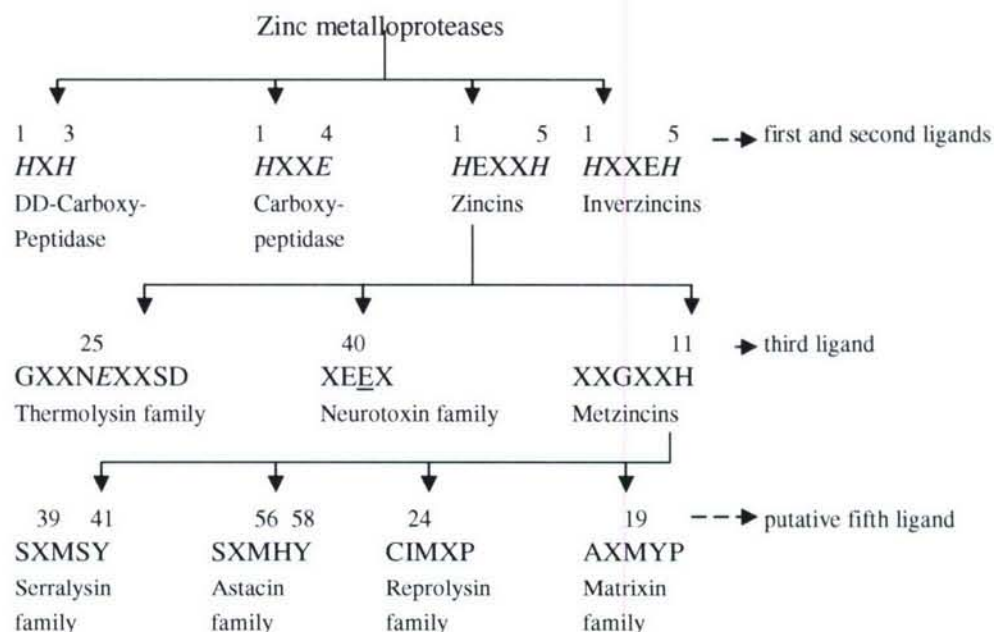 Zinc metalloproteases
1 3 1 4 1 5 1 5 first and second ligands
HXH HXXE HEXXH HXXEH
DD-Carboxy- Carboxy- Zincins Inverzincins
Peptidase peptidase
25 40 11 third ligand
GXXNEXXSD XEEX XXGXXH
Thermolysin family Neurotoxin family Metzincins
39 41 56 58 24 19 putative fifth ligand
SXMSY SXMHY CIMXP AXMYP
Serralysin Astacin Reprolysin Matrixin
family family family family